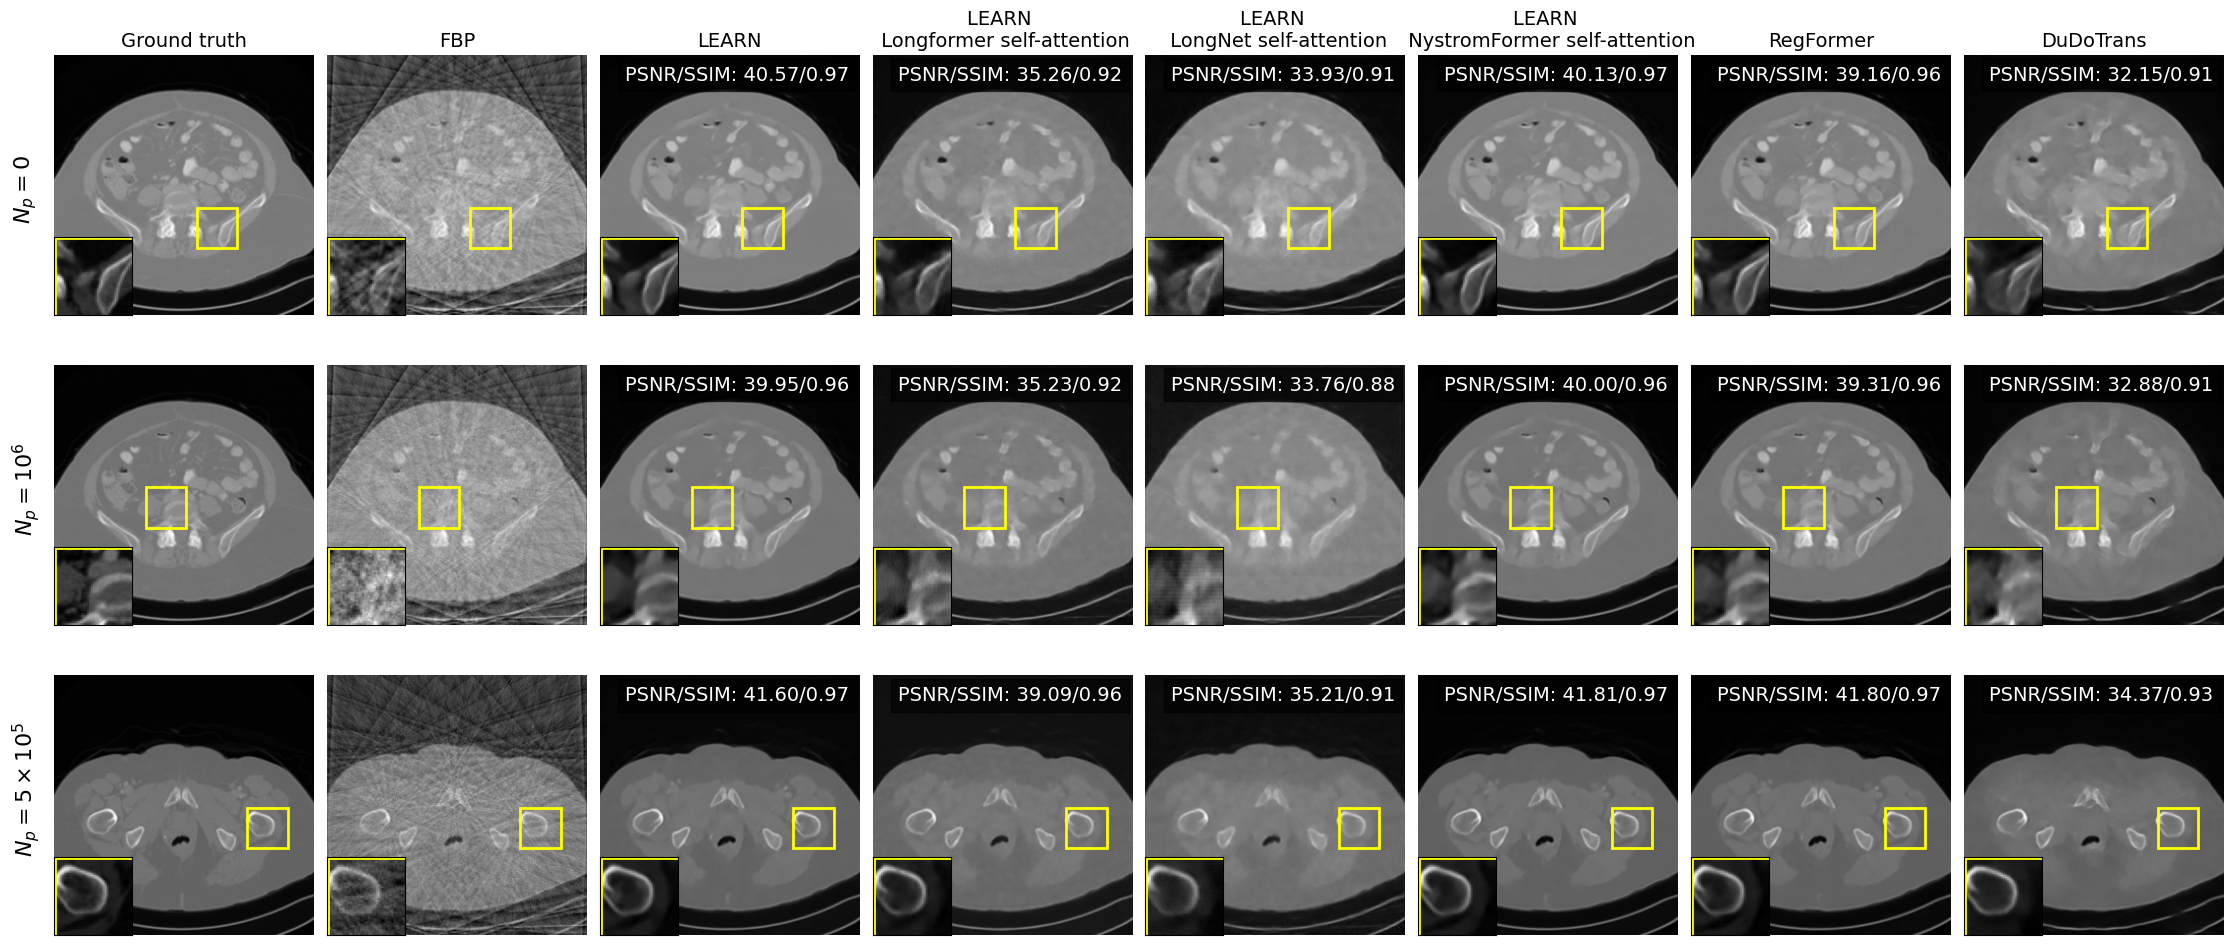 Ground truth
FBP
LEARN
LEARN
Longformer self-attention
LEARN
LongNet self-attention
LEARN
NystromFormer self-attention
RegFormer
DuDoTrans
N_p = 0
PSNR/SSIM: 40.57/0.97
PSNR/SSIM: 35.26/0.92
PSNR/SSIM: 33.93/0.91
PSNR/SSIM: 40.13/0.97
PSNR/SSIM: 39.16/0.96
PSNR/SSIM: 32.15/0.91
N_p = 10^6
PSNR/SSIM: 39.95/0.96
PSNR/SSIM: 35.23/0.92
PSNR/SSIM: 33.76/0.88
PSNR/SSIM: 40.00/0.96
PSNR/SSIM: 39.31/0.96
PSNR/SSIM: 32.88/0.91
N_p = 5 × 10^5
PSNR/SSIM: 41.60/0.97
PSNR/SSIM: 39.09/0.96
PSNR/SSIM: 35.21/0.91
PSNR/SSIM: 41.81/0.97
PSNR/SSIM: 41.80/0.97
PSNR/SSIM: 34.37/0.93